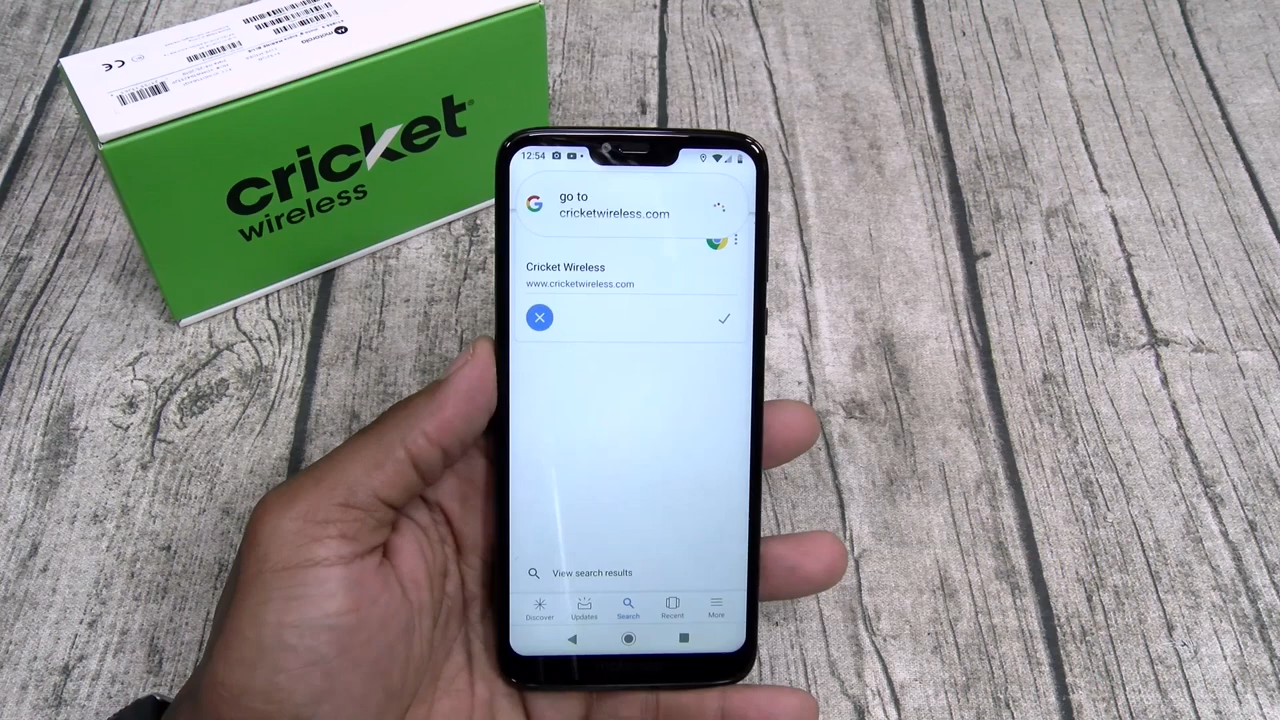 motorola
cricket®
wireless
12:54
go to
cricketwireless.com
Cricket Wireless
www.cricketwireless.com
View search results
Discover
Updates
Search
Recent
More